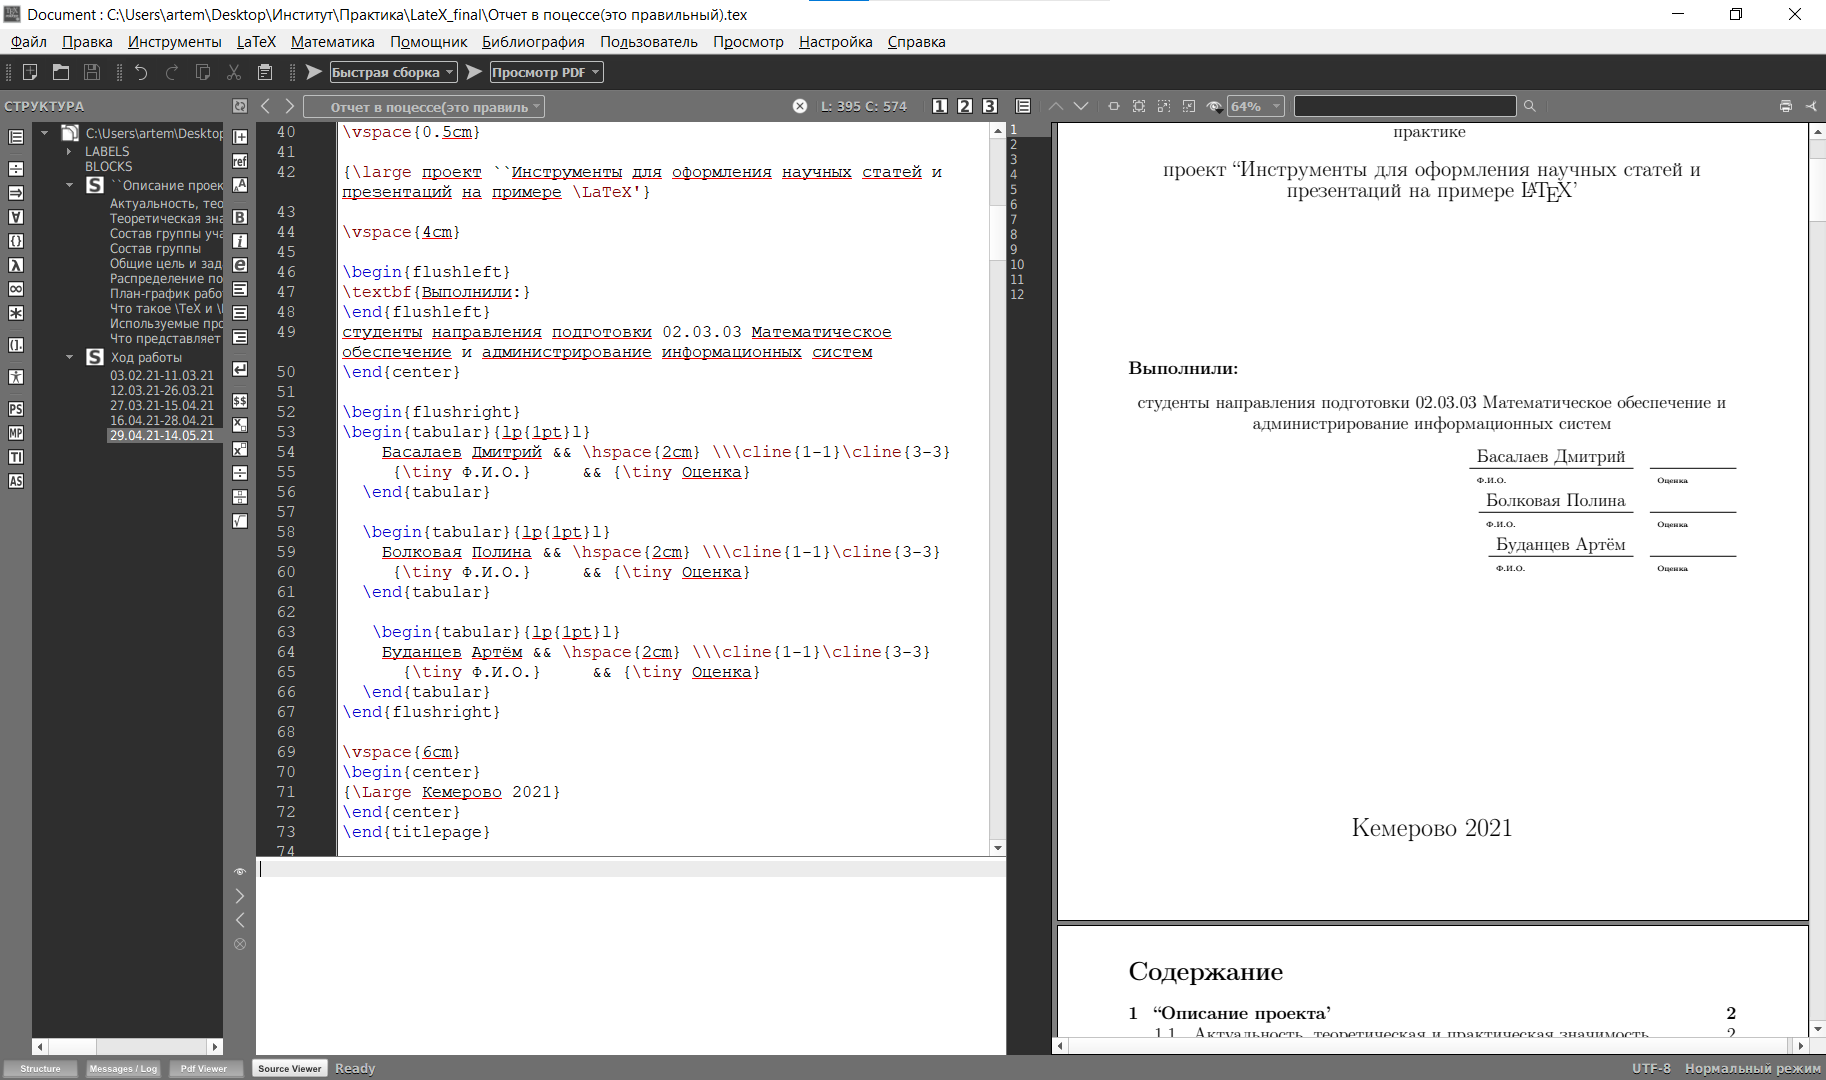 Document : C:\Users\artem\Desktop\Институт\Практика\LateX_final\Отчет в поцессе(это правильный).tex
Файл Правка Инструменты LaTeX Математика Помощник Библиография Пользователь Просмотр Настройка Справка
Быстрая сборка Просмотр PDF
СТРУКТУРА
Отчет в поцессе(это правиль
L: 395 C: 574
1 2 3
64%
C:\Users\artem\Desktop
LABELS
BLOCKS
``Описание проек
Актуальность, тео
Теоретическая зна
Состав группы уча
Состав группы
Общие цель и зад
Распределение по
План-график рабо
Что такое \TeX и \
Используемые про
Что представляет
Ход работы
03.02.21-11.03.21
12.03.21-26.03.21
27.03.21-15.04.21
16.04.21-28.04.21
29.04.21-14.05.21
PS
MP
TI
AS
ref
$$
40 \vspace{0.5cm}
41
42 {\large проект ``Инструменты для оформления научных статей и
презентаций на примере \LaTeX'}
43
44 \vspace{4cm}
45
46 \begin{flushleft}
47 \textbf{Выполнили:}
48 \end{flushleft}
49 студенты направления подготовки 02.03.03 Математическое
обеспечение и администрирование информационных систем
50 \end{center}
51
52 \begin{flushright}
53 \begin{tabular}{lp{1pt}l}
54 Басалаев Дмитрий && \hspace{2cm} \\\cline{1-1}\cline{3-3}
55 {\tiny Ф.И.О.} && {\tiny Оценка}
56 \end{tabular}
57
58 \begin{tabular}{lp{1pt}l}
59 Болковая Полина && \hspace{2cm} \\\cline{1-1}\cline{3-3}
60 {\tiny Ф.И.О.} && {\tiny Оценка}
61 \end{tabular}
62
63 \begin{tabular}{lp{1pt}l}
64 Буданцев Артём && \hspace{2cm} \\\cline{1-1}\cline{3-3}
65 {\tiny Ф.И.О.} && {\tiny Оценка}
66 \end{tabular}
67 \end{flushright}
68
69 \vspace{6cm}
70 \begin{center}
71 {\Large Кемерово 2021}
72 \end{center}
73 \end{titlepage}
74
1
2
3
4
5
6
7
8
9
10
11
12
практике
проект “Инструменты для оформления научных статей и
презентаций на примере LATEX’
Выполнили:
студенты направления подготовки 02.03.03 Математическое обеспечение и
администрирование информационных систем
Басалаев Дмитрий
Ф.И.О. Оценка
Болковая Полина
Ф.И.О. Оценка
Буданцев Артём
Ф.И.О. Оценка
Кемерово 2021
Содержание
1 “Описание проекта’ 2
1.1 Актуальность, теоретическая и практическая значимость 2
Structure Messages / Log Pdf Viewer Source Viewer Ready
UTF-8 Нормальный режим